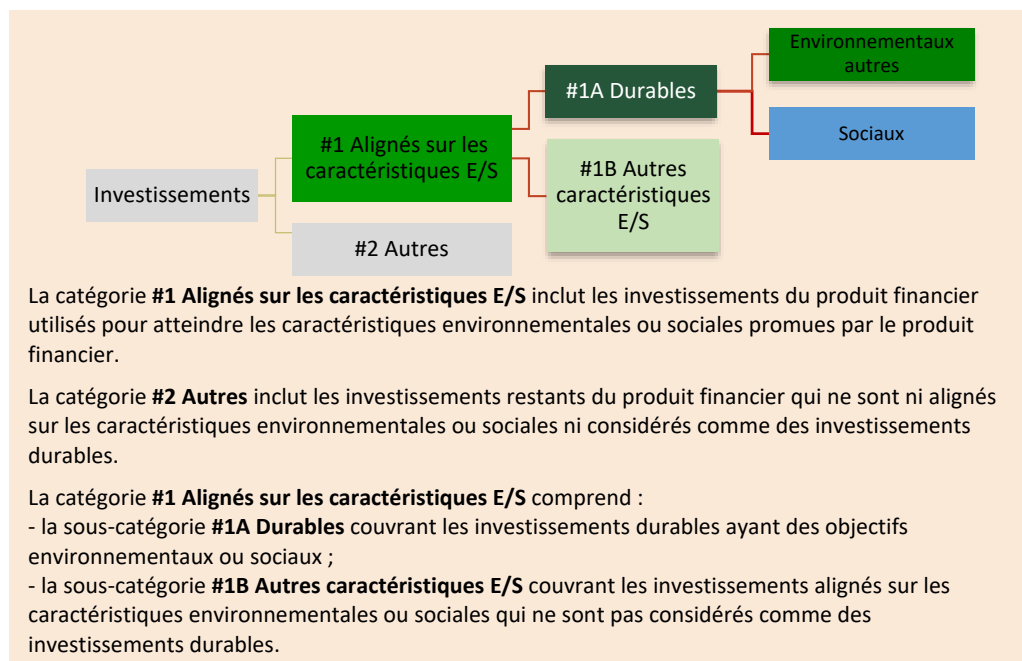 Environnementaux
autres
#1A Durables
Sociaux
#1 Alignés sur les
caractéristiques E/S
#1B Autres
caractéristiques
E/S
Investissements
#2 Autres
La catégorie #1 Alignés sur les caractéristiques E/S inclut les investissements du produit financier
utilisés pour atteindre les caractéristiques environnementales ou sociales promues par le produit
financier.
La catégorie #2 Autres inclut les investissements restants du produit financier qui ne sont ni alignés
sur les caractéristiques environnementales ou sociales ni considérés comme des investissements
durables.
La catégorie #1 Alignés sur les caractéristiques E/S comprend :
- la sous-catégorie #1A Durables couvrant les investissements durables ayant des objectifs
environnementaux ou sociaux ;
- la sous-catégorie #1B Autres caractéristiques E/S couvrant les investissements alignés sur les
caractéristiques environnementales ou sociales qui ne sont pas considérés comme des
investissements durables.